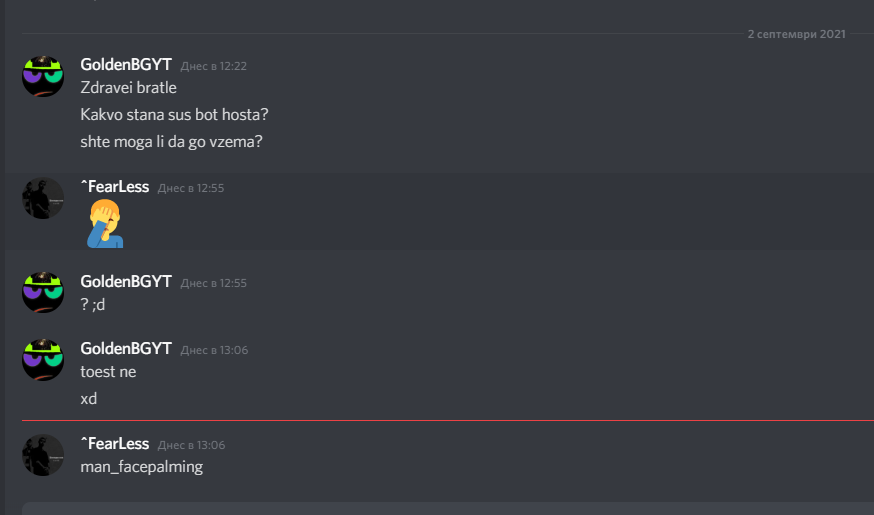 2 септември 2021
GoldenBGYT Днес в 12:22
Zdravei bratle
Kakvo stana sus bot hosta?
shte moga li da go vzema?
^FearLess Днес в 12:55
GoldenBGYT Днес в 12:55
? ;d
GoldenBGYT Днес в 13:06
toest ne
xd
^FearLess Днес в 13:06
man_facepalming